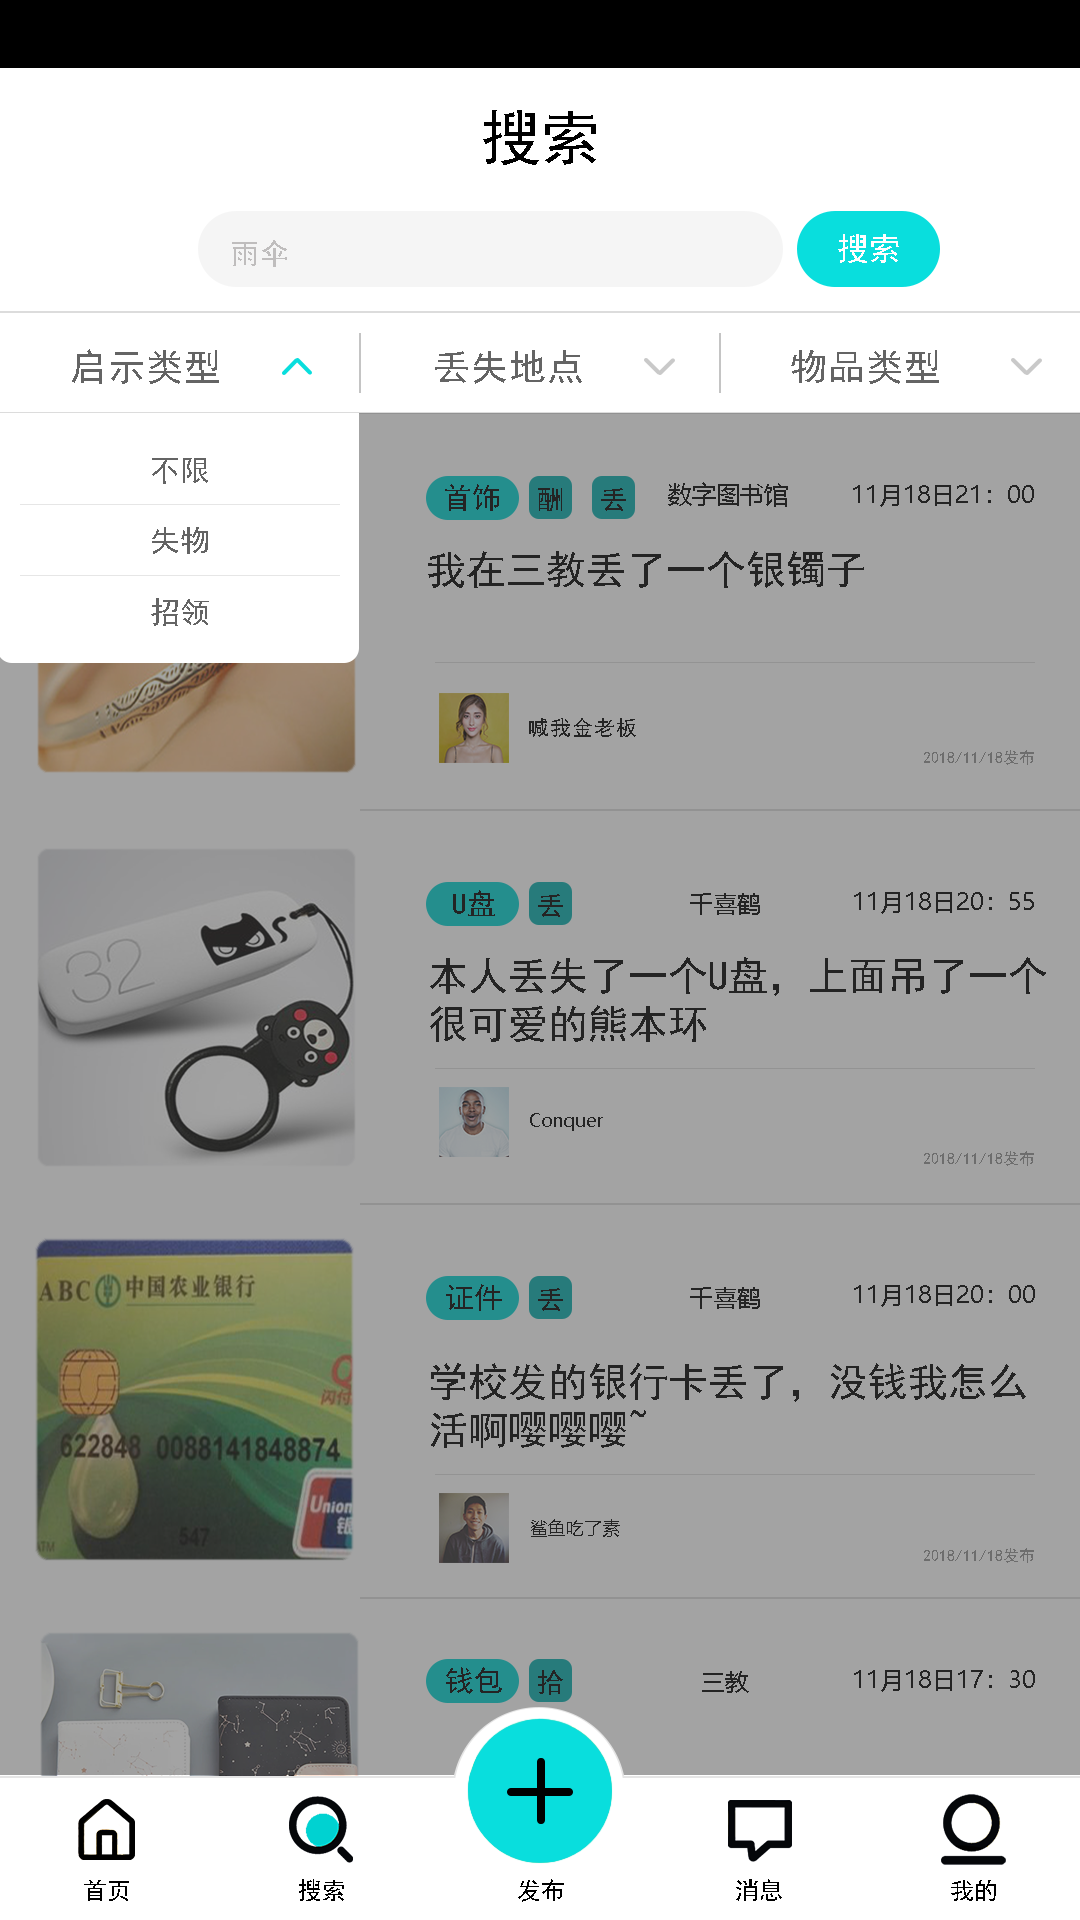 搜索
雨伞
搜索
启示类型
丢失地点
物品类型
不限
失物
招领
首饰 酬 丢 数字图书馆 11月18日21：00
我在三教丢了一个银镯子
喊我金老板
2018/11/18发布
32
U盘 丢 千喜鹤 11月18日20：55
本人丢失了一个U盘，上面吊了一个
很可爱的熊本环
Conquer
2018/11/18发布
ABC 中国农业银行
Q
闪付
622848 0088141848874
Union
银
547
ATM
证件 丢 千喜鹤 11月18日20：00
学校发的银行卡丢了，没钱我怎么
活啊嘤嘤嘤~
鲨鱼吃了素
2018/11/18发布
钱包 拾 三教 11月18日17：30
首页
搜索
发布
消息
我的